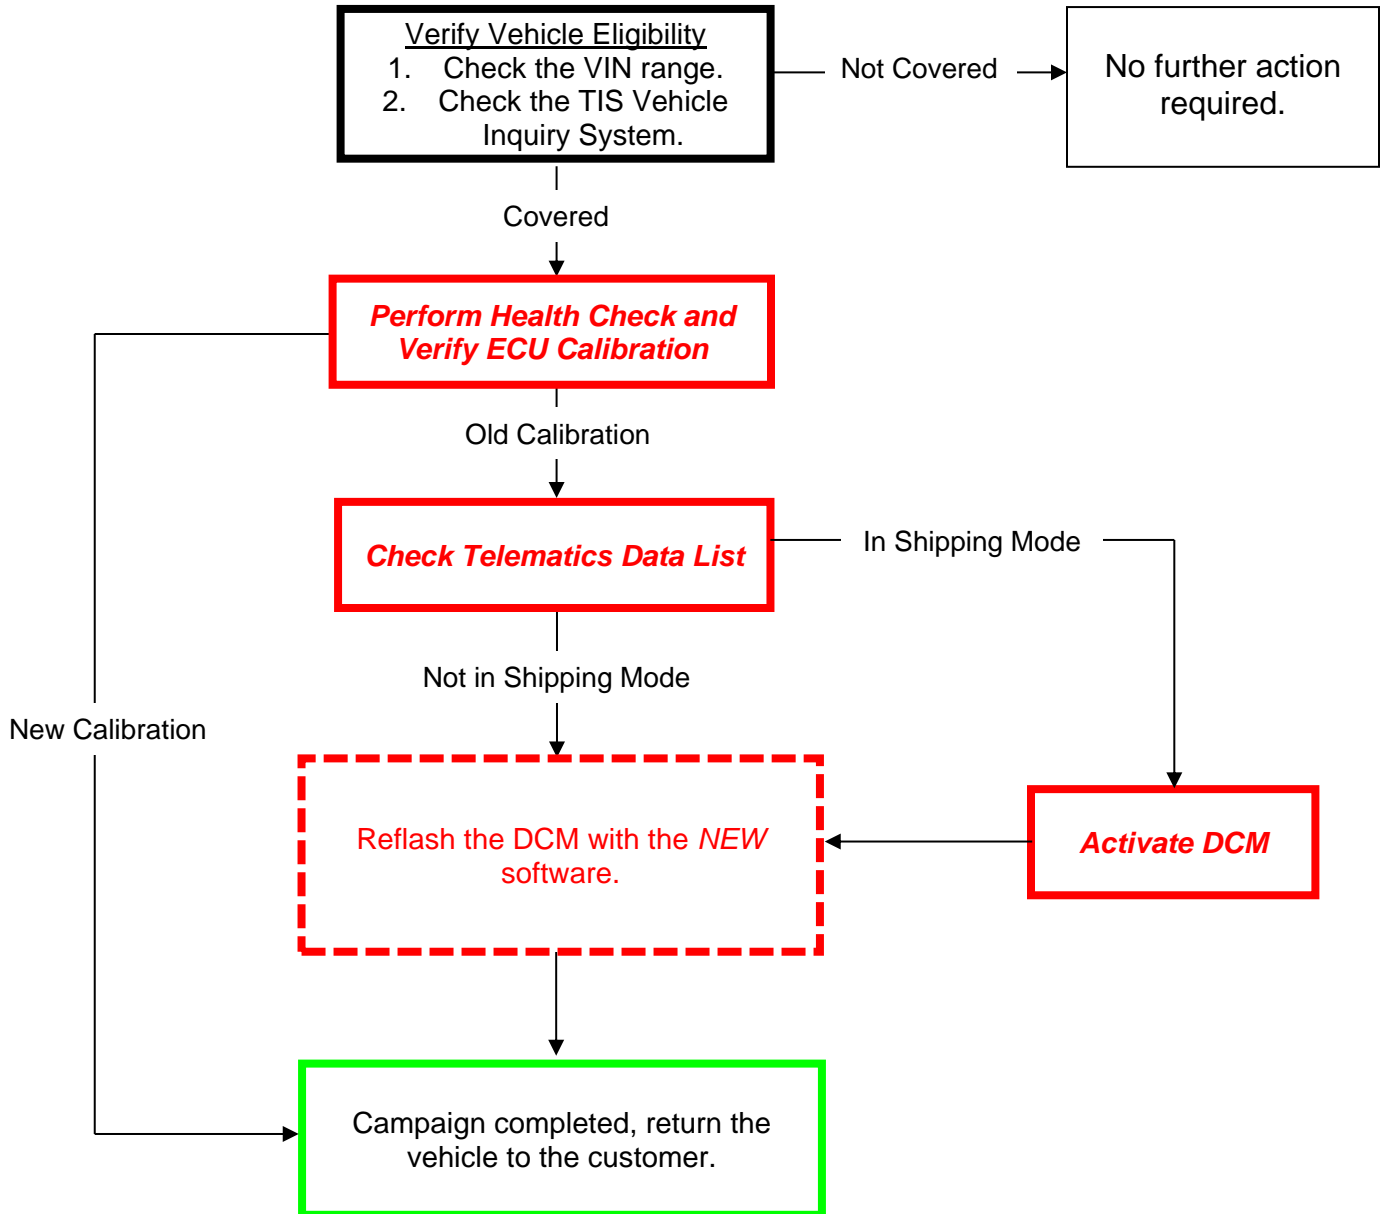 Verify Vehicle Eligibility
1. Check the VIN range.
2. Check the TIS Vehicle
Inquiry System.
Not Covered
No further action
required.
Covered
Perform Health Check and
Verify ECU Calibration
Old Calibration
Check Telematics Data List
In Shipping Mode
Not in Shipping Mode
New Calibration
Reflash the DCM with the NEW
software.
Activate DCM
Campaign completed, return the
vehicle to the customer.